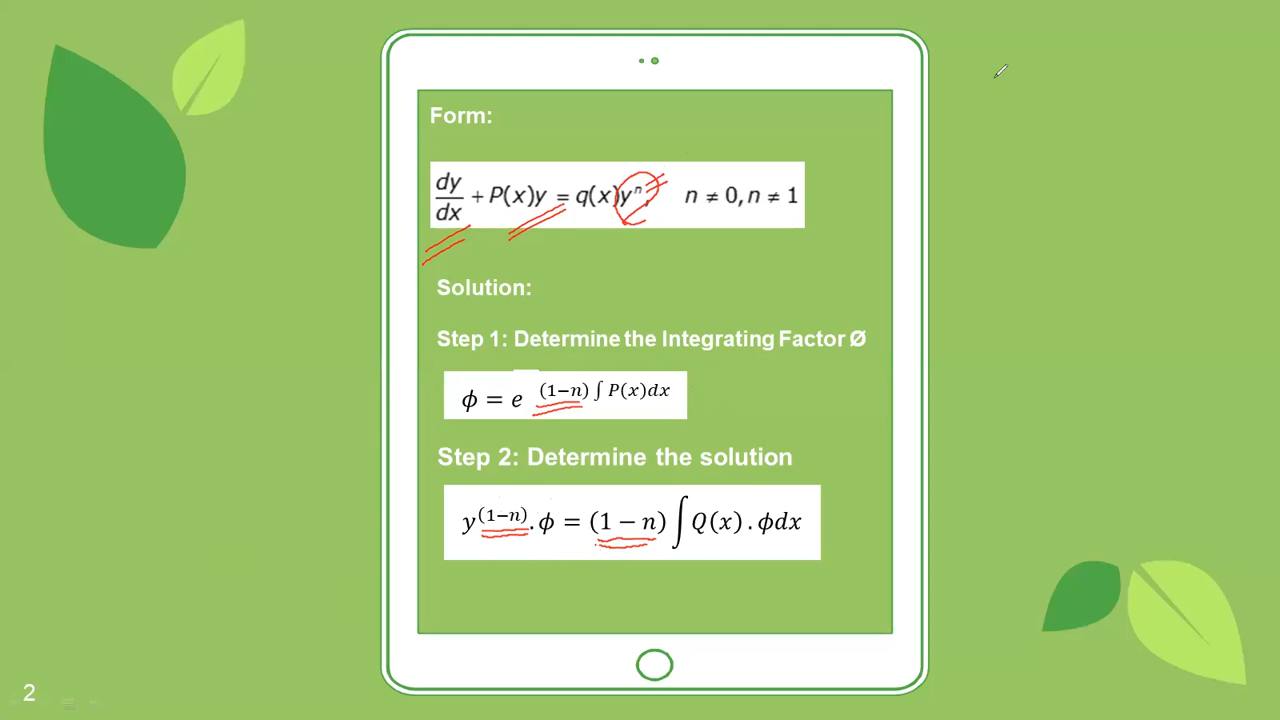 Form:
dy/dx + P(x)y = q(x)yⁿ, n ≠ 0, n ≠ 1
Solution:
Step 1: Determine the Integrating Factor Ø
ϕ = e^((1−n) ∫ P(x)dx)
Step 2: Determine the solution
y^((1−n)).ϕ = (1 − n) ∫ Q(x) . ϕdx
2